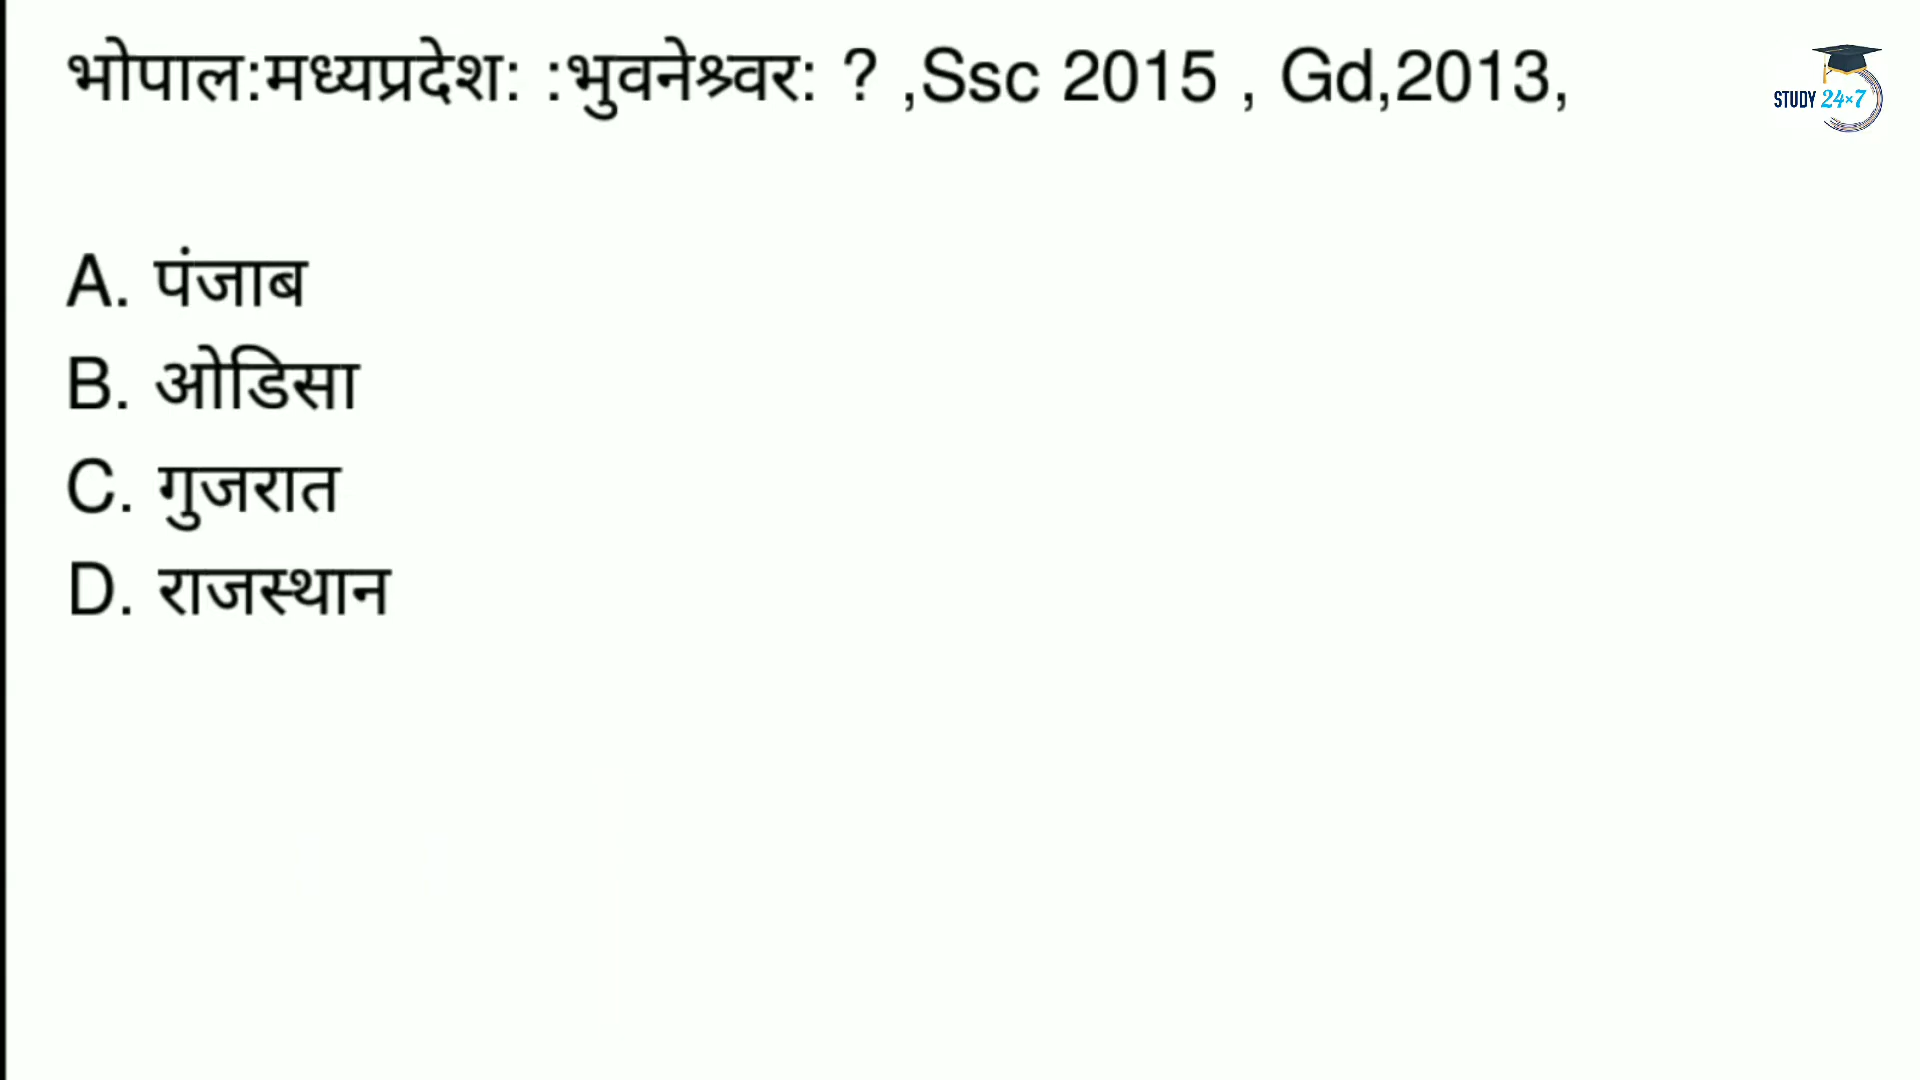 भोपाल:मध्यप्रदेश: :भुवनेश्र्वर: ? ,Ssc 2015 , Gd,2013,
STUDY 24×7
A. पंजाब
B. ओडिसा
C. गुजरात
D. राजस्थान